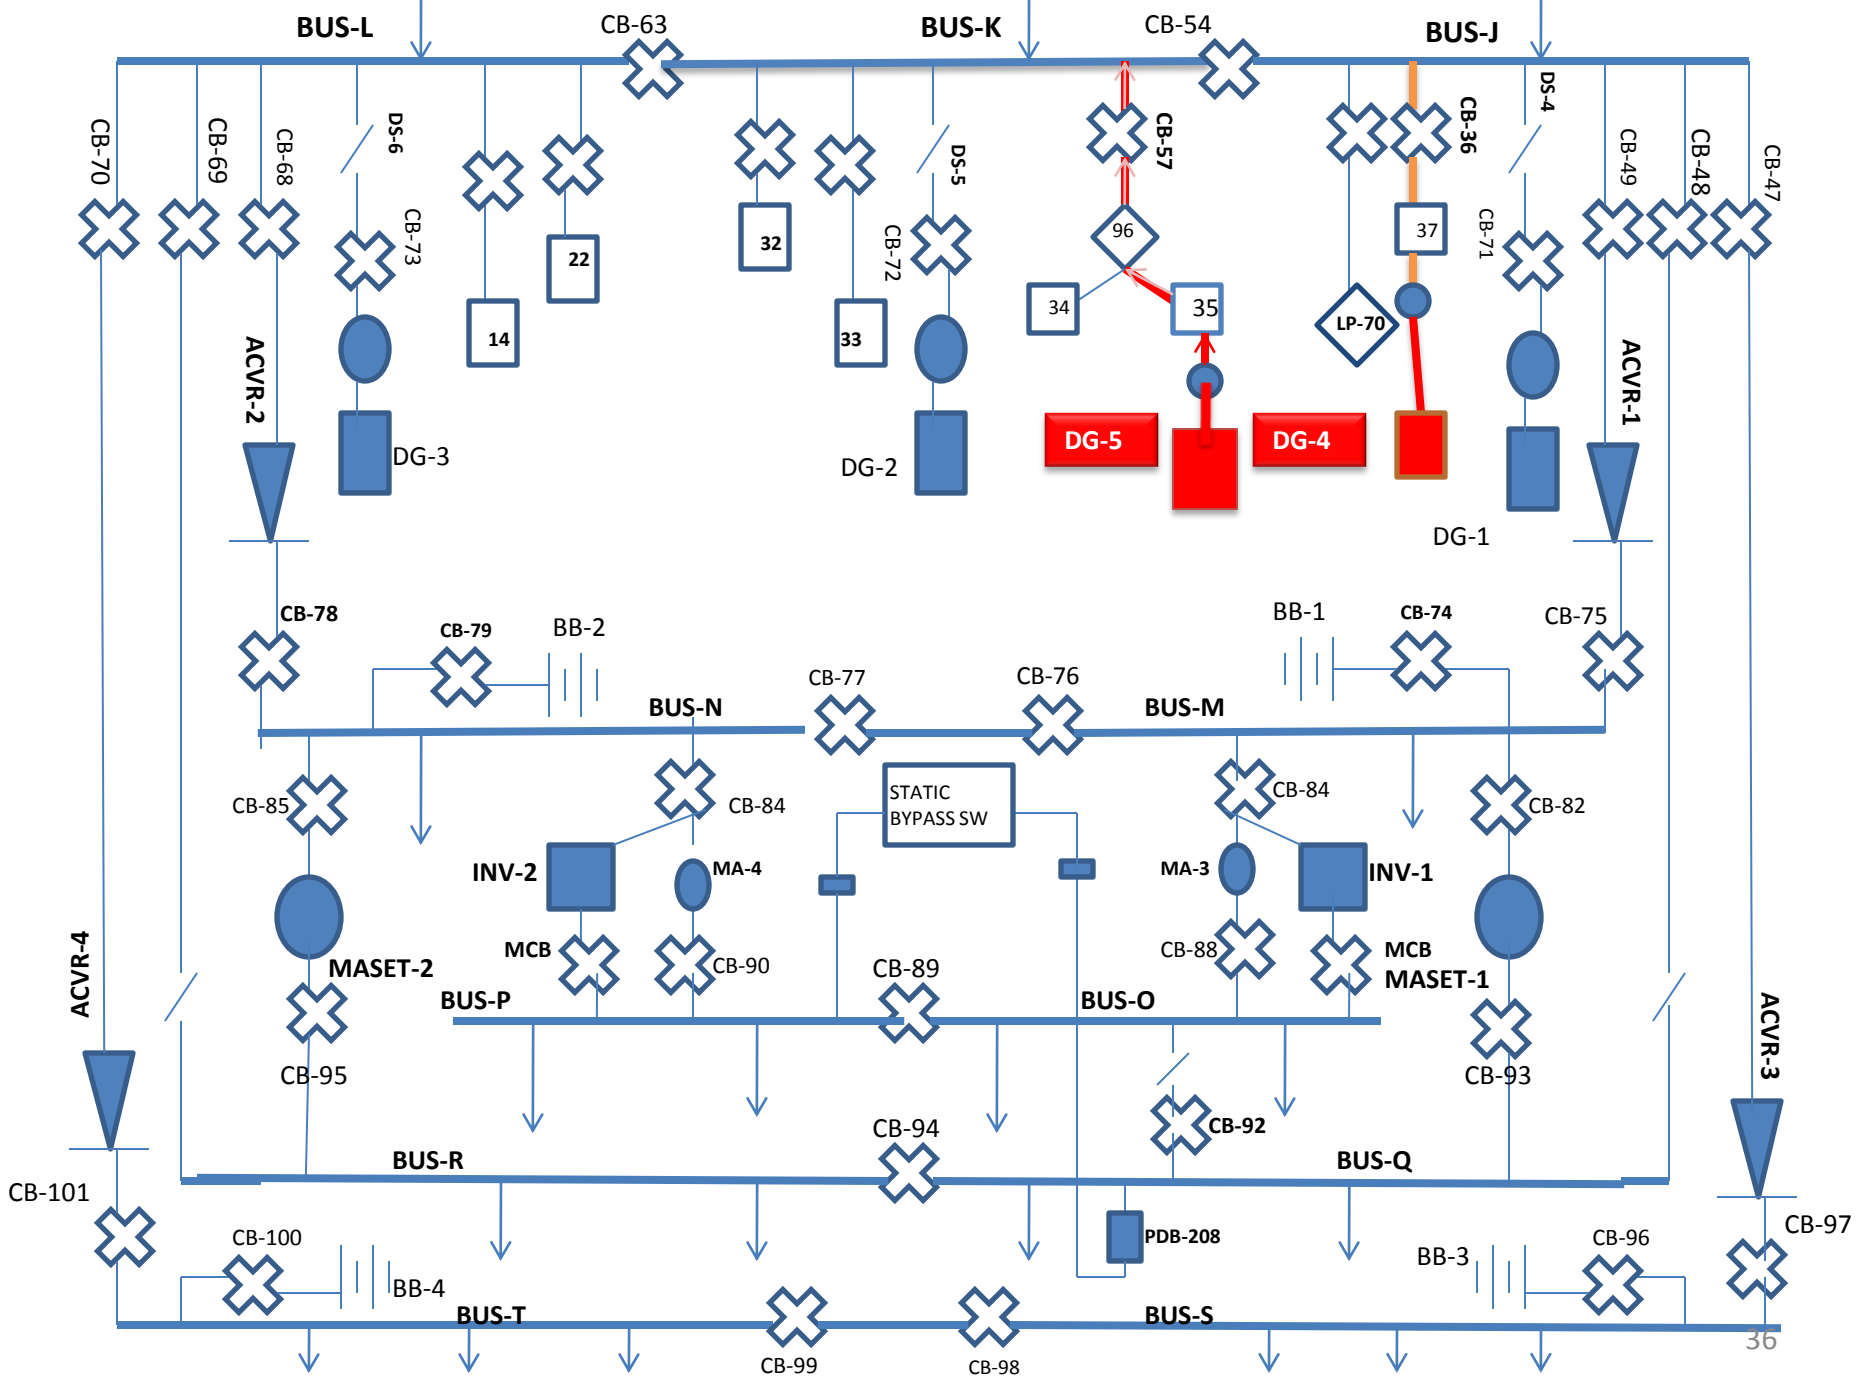 BUS-L
CB-63
BUS-K
CB-54
BUS-J
CB-70
CB-69
CB-68
DS-6
CB-73
14
22
32
33
DS-5
CB-72
CB-57
96
34
35
CB-36
37
LP-70
DS-4
CB-71
CB-49
CB-48
CB-47
ACVR-2
DG-3
DG-2
DG-5
DG-4
DG-1
ACVR-1
CB-78
CB-79
BB-2
BB-1
CB-74
CB-75
CB-77
CB-76
BUS-N
BUS-M
CB-85
CB-84
STATIC
BYPASS SW
CB-84
CB-82
INV-2
MA-4
MA-3
INV-1
ACVR-4
MASET-2
MCB
CB-90
CB-89
CB-88
MCB
MASET-1
BUS-P
BUS-O
ACVR-3
CB-95
CB-93
CB-94
CB-92
BUS-R
BUS-Q
CB-101
CB-100
PDB-208
CB-96
CB-97
BB-4
BB-3
BUS-T
BUS-S
CB-99
CB-98
36